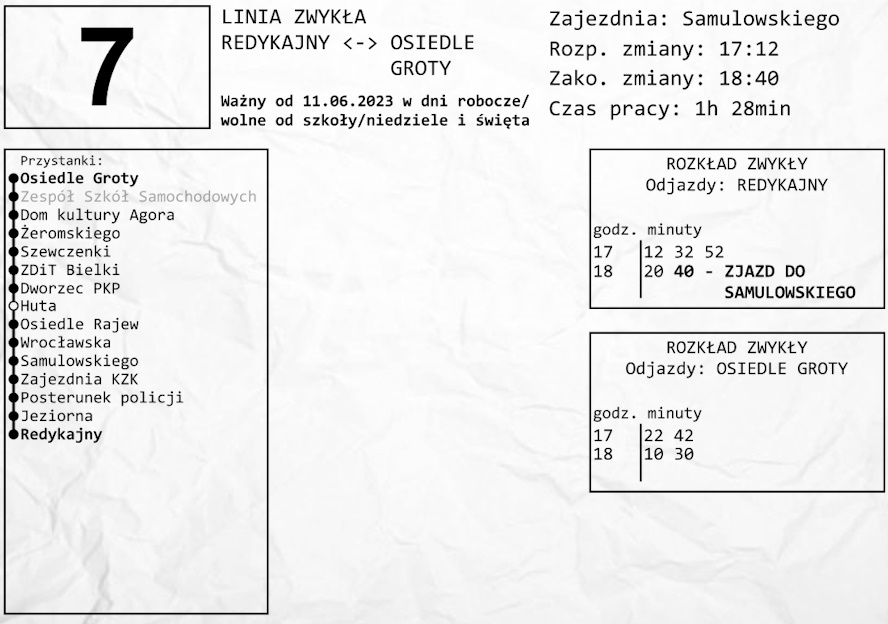 7
LINIA ZWYKŁA
REDYKAJNY <-> OSIEDLE
GROTY
Ważny od 11.06.2023 w dni robocze/
wolne od szkoły/niedziele i święta
Zajezdnia: Samulowskiego
Rozp. zmiany: 17:12
Zako. zmiany: 18:40
Czas pracy: 1h 28min
Przystanki:
Osiedle Groty
Zespół Szkół Samochodowych
Dom kultury Agora
Żeromskiego
Szewczenki
ZDiT Bielki
Dworzec PKP
Huta
Osiedle Rajew
Wrocławska
Samulowskiego
Zajezdnia KZK
Posterunek policji
Jeziorna
Redykajny
ROZKŁAD ZWYKŁY
Odjazdy: REDYKAJNY
godz. minuty
17 12 32 52
18 20 40 - ZJAZD DO
SAMULOWSKIEGO
ROZKŁAD ZWYKŁY
Odjazdy: OSIEDLE GROTY
godz. minuty
17 22 42
18 10 30